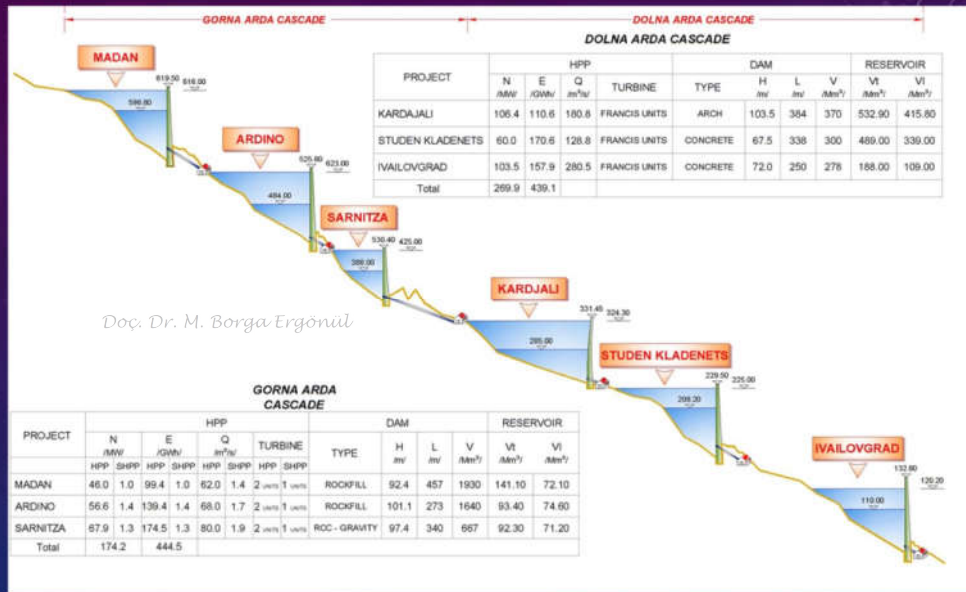 GORNA ARDA CASCADE
DOLNA ARDA CASCADE
DOLNA ARDA CASCADE
PROJECT HPP DAM RESERVOIR
N /MW/ E /GWh/ Q /m³/s/ TURBINE TYPE H /m/ L /m/ V /Mm³/ Vt /Mm³/ Vl /Mm³/
KARDAJALI 106.4 110.6 180.8 FRANCIS UNITS ARCH 103.5 384 370 532.90 415.80
STUDEN KLADENETS 60.0 170.6 128.8 FRANCIS UNITS CONCRETE 67.5 338 300 489.00 339.00
IVAILOVGRAD 103.5 157.9 280.5 FRANCIS UNITS CONCRETE 72.0 250 278 188.00 109.00
Total 269.9 439.1
MADAN
619.50 618.00
596.80
ARDINO
525.60 523.00
484.00
SARNITZA
430.40 425.00
388.00
KARDJALI
331.45 324.30
285.00
STUDEN KLADENETS
229.50 225.00
209.20
IVAILOVGRAD
132.60 120.20
110.00
Doç. Dr. M. Borga Ergönül
GORNA ARDA
CASCADE
PROJECT HPP DAM RESERVOIR
N /MW/ E /GWh/ Q /m³/s/ TURBINE TYPE H /m/ L /m/ V /Mm³/ Vt /Mm³/ Vl /Mm³/
HPP SHPP HPP SHPP HPP SHPP HPP SHPP
MADAN 46.0 1.0 99.4 1.0 62.0 1.4 2 UNITS 1 UNITS ROCKFILL 92.4 457 1930 141.10 72.10
ARDINO 56.6 1.4 139.4 1.4 68.0 1.7 2 UNITS 1 UNITS ROCKFILL 101.1 273 1640 93.40 74.60
SARNITZA 67.9 1.3 174.5 1.3 80.0 1.9 2 UNITS 1 UNITS RCC - GRAVITY 97.4 340 667 92.30 71.20
Total 174.2 444.5